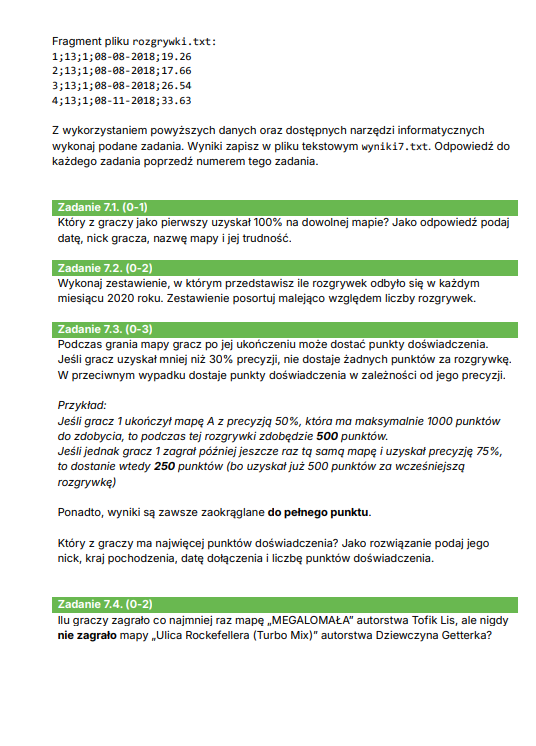 Fragment pliku rozgrywki.txt:
1;13;1;08-08-2018;19.26
2;13;1;08-08-2018;17.66
3;13;1;08-08-2018;26.54
4;13;1;08-11-2018;33.63
Z wykorzystaniem powyższych danych oraz dostępnych narzędzi informatycznych
wykonaj podane zadania. Wyniki zapisz w pliku tekstowym wyniki7.txt. Odpowiedź do
każdego zadania poprzedź numerem tego zadania.
Zadanie 7.1. (0-1)
Który z graczy jako pierwszy uzyskał 100% na dowolnej mapie? Jako odpowiedź podaj
datę, nick gracza, nazwę mapy i jej trudność.
Zadanie 7.2. (0-2)
Wykonaj zestawienie, w którym przedstawisz ile rozgrywek odbyło się w każdym
miesiącu 2020 roku. Zestawienie posortuj malejąco względem liczby rozgrywek.
Zadanie 7.3. (0-3)
Podczas grania mapy gracz po jej ukończeniu może dostać punkty doświadczenia.
Jeśli gracz uzyskał mniej niż 30% precyzji, nie dostaje żadnych punktów za rozgrywkę.
W przeciwnym wypadku dostaje punkty doświadczenia w zależności od jego precyzji.
Przykład:
Jeśli gracz 1 ukończył mapę A z precyzją 50%, która ma maksymalnie 1000 punktów
do zdobycia, to podczas tej rozgrywki zdobędzie 500 punktów.
Jeśli jednak gracz 1 zagrał później jeszcze raz tą samą mapę i uzyskał precyzję 75%,
to dostanie wtedy 250 punktów (bo uzyskał już 500 punktów za wcześniejszą
rozgrywkę)
Ponadto, wyniki są zawsze zaokrąglane do pełnego punktu.
Który z graczy ma najwięcej punktów doświadczenia? Jako rozwiązanie podaj jego
nick, kraj pochodzenia, datę dołączenia i liczbę punktów doświadczenia.
Zadanie 7.4. (0-2)
Ilu graczy zagrało co najmniej raz mapę „MEGALOMAŁA” autorstwa Tofik Lis, ale nigdy
nie zagrało mapy „Ulica Rockefellera (Turbo Mix)” autorstwa Dziewczyna Getterka?